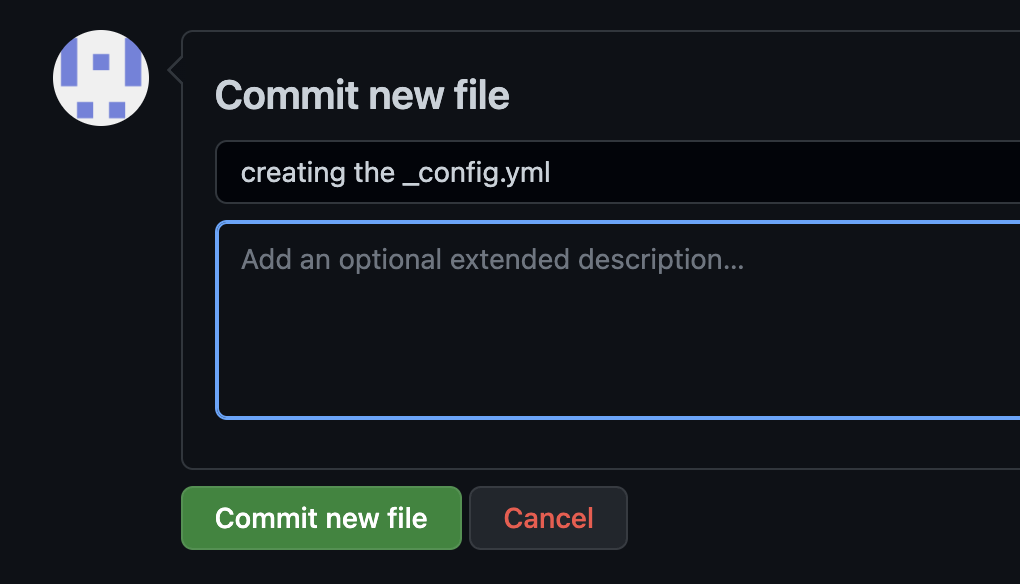 Commit new file
creating the _config.yml
Add an optional extended description...
Commit new file
Cancel